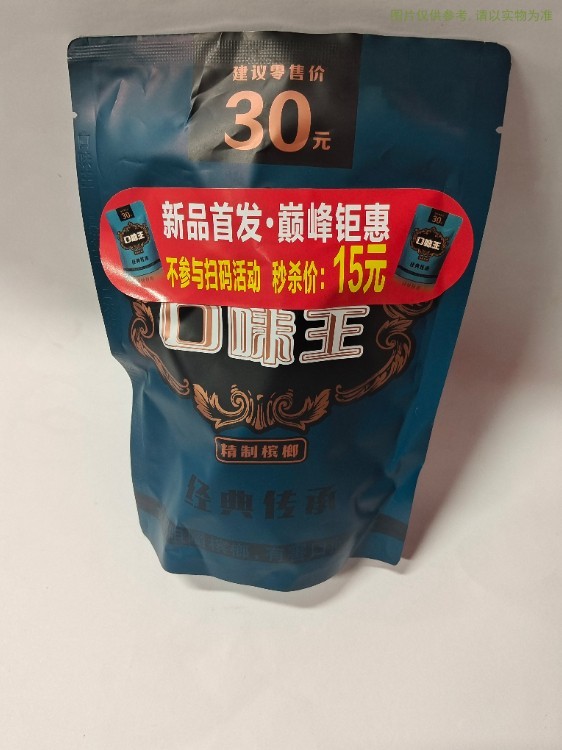 图片仅供参考, 请以实物为准
建议零售价
30元
新品首发·巅峰钜惠
不参与扫码活动 秒杀价: 15元
口味王
精制槟榔
经典传承